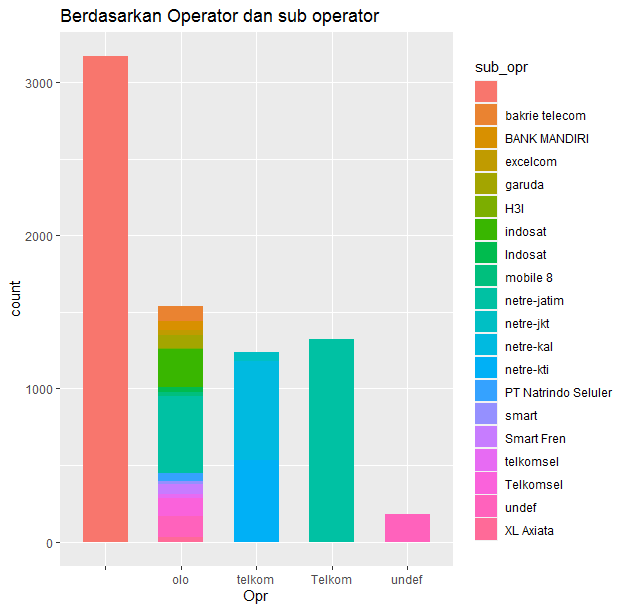 Berdasarkan Operator dan sub operator
3000
2000
1000
0
count
olo
telkom
Telkom
undef
Opr
sub_opr
bakrie telecom
BANK MANDIRI
excelcom
garuda
H3I
indosat
Indosat
mobile 8
netre-jatim
netre-jkt
netre-kal
netre-kti
PT Natrindo Seluler
smart
Smart Fren
telkomsel
Telkomsel
undef
XL Axiata